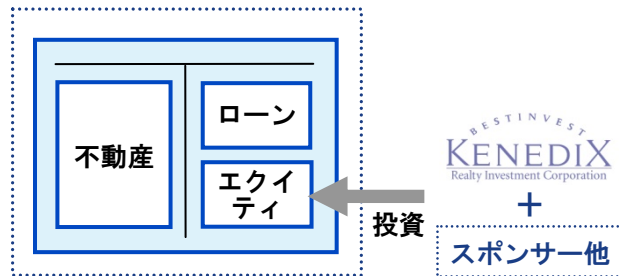 不動産
ローン
エクイ
ティ
投資
BESTINVEST
KENEDIX
Realty Investment Corporation
+
スポンサー他